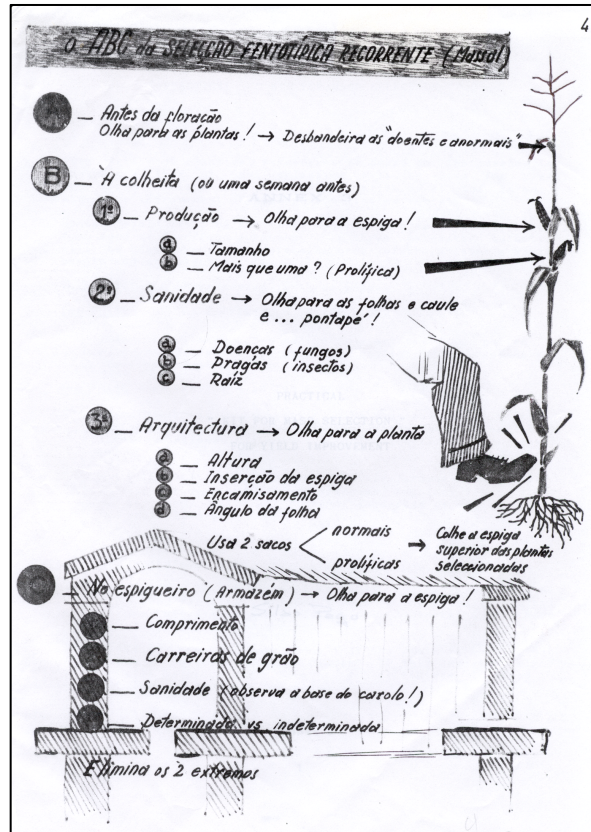 4
O ABC da SELECÇÃO FENTOTÍPICA RECORRENTE (Massal)
A — Antes da floração
Olha para as plantas! → Desbandeira as "doentes e anormais"
B — À colheita (ou uma semana antes)
1º — Produção → Olha para a espiga!
a — Tamanho
b — Mais que uma? (Prolífica)
2º — Sanidade → Olha para as folhas e caule
e ... pontapé!
a — Doenças (fungos)
b — Pragas (insectos)
c — Raíz
3º — Arquitectura → Olha para a planta
a — Altura
b — Inserção da espiga
c — Encamisamento
d — Ângulo da folha
Usa 2 sacos
normais
prolíficas
→ Colhe a espiga
superior das plantas
seleccionadas
No espigueiro (Armazém) → Olha para a espiga!
— Comprimento
— Carreiras de grão
— Sanidade (observa a base do carolo!)
— Determinada vs indeterminada
Elimina os 2 extremos